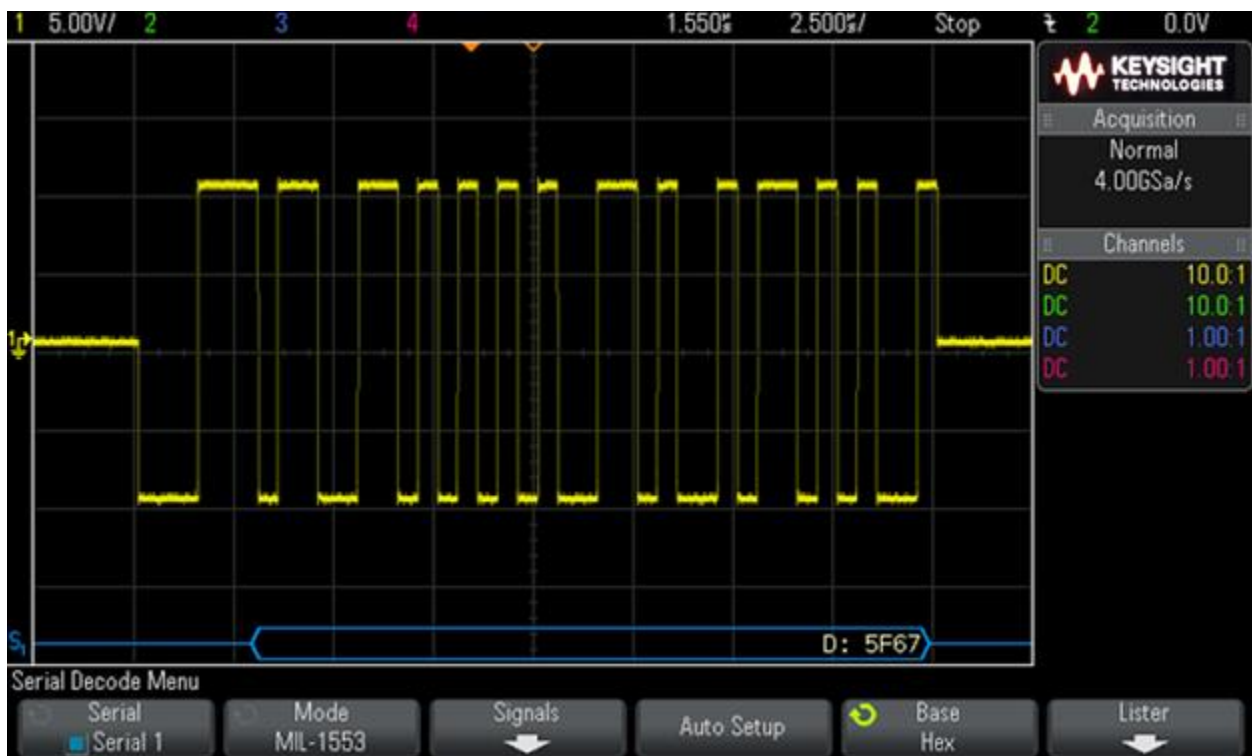 1 5.00V/ 2 3 4 1.550s 2.500s/ Stop 2 0.0V
KEYSIGHT
TECHNOLOGIES
Acquisition
Normal
4.00GSa/s
Channels
DC 10.0:1
DC 10.0:1
DC 1.00:1
DC 1.00:1
1
S1
D: 5F67
Serial Decode Menu
Serial Mode Signals Auto Setup Base Lister
Serial 1 MIL-1553 Hex